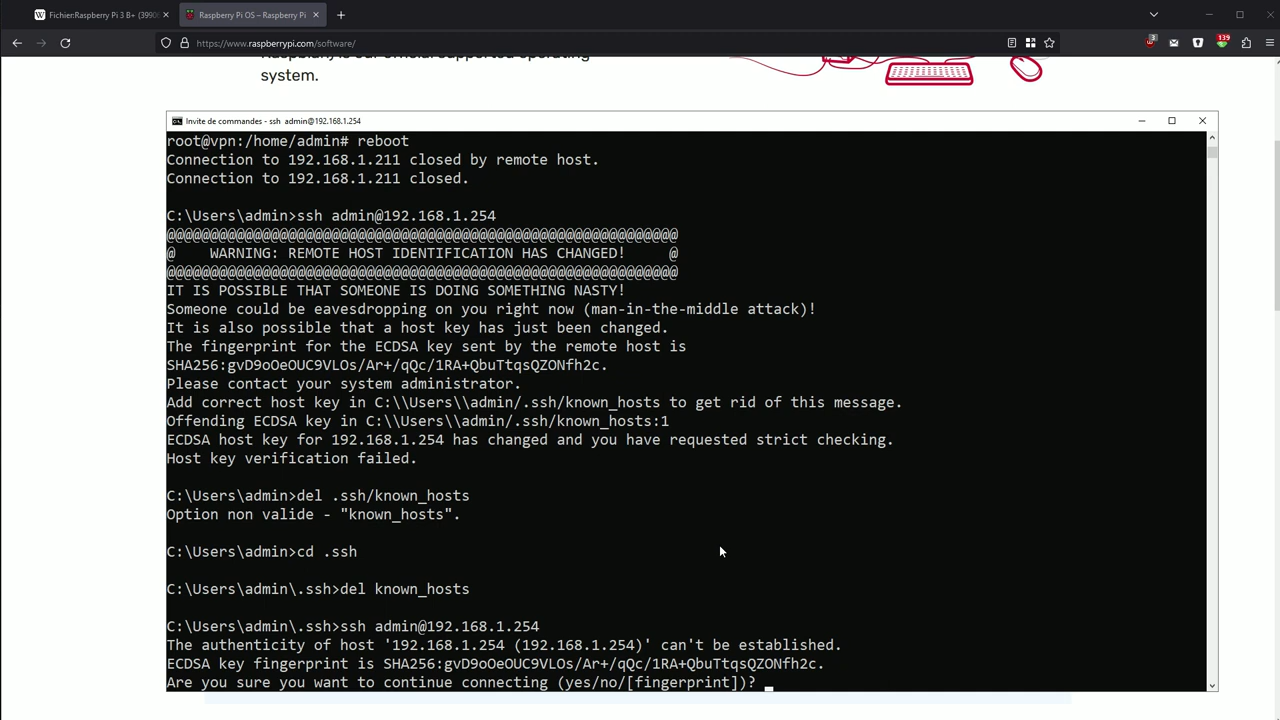 Fichier:Raspberry Pi 3 B+ (3990
Raspberry Pi OS – Raspberry Pi
https://www.raspberrypi.com/software/
3
139
system.
Invite de commandes - ssh admin@192.168.1.254
root@vpn:/home/admin# reboot
Connection to 192.168.1.211 closed by remote host.
Connection to 192.168.1.211 closed.
C:\Users\admin>ssh admin@192.168.1.254
@@@@@@@@@@@@@@@@@@@@@@@@@@@@@@@@@@@@@@@@@@@@@@@@@@@@@@@@@@@
@    WARNING: REMOTE HOST IDENTIFICATION HAS CHANGED!     @
@@@@@@@@@@@@@@@@@@@@@@@@@@@@@@@@@@@@@@@@@@@@@@@@@@@@@@@@@@@
IT IS POSSIBLE THAT SOMEONE IS DOING SOMETHING NASTY!
Someone could be eavesdropping on you right now (man-in-the-middle attack)!
It is also possible that a host key has just been changed.
The fingerprint for the ECDSA key sent by the remote host is
SHA256:gvD9oOeOUC9VLOs/Ar+/qQc/1RA+QbuTtqsQZONfh2c.
Please contact your system administrator.
Add correct host key in C:\\Users\\admin/.ssh/known_hosts to get rid of this message.
Offending ECDSA key in C:\\Users\\admin/.ssh/known_hosts:1
ECDSA host key for 192.168.1.254 has changed and you have requested strict checking.
Host key verification failed.
C:\Users\admin>del .ssh/known_hosts
Option non valide - "known_hosts".
C:\Users\admin>cd .ssh
C:\Users\admin\.ssh>del known_hosts
C:\Users\admin\.ssh>ssh admin@192.168.1.254
The authenticity of host '192.168.1.254 (192.168.1.254)' can't be established.
ECDSA key fingerprint is SHA256:gvD9oOeOUC9VLOs/Ar+/qQc/1RA+QbuTtqsQZONfh2c.
Are you sure you want to continue connecting (yes/no/[fingerprint])?